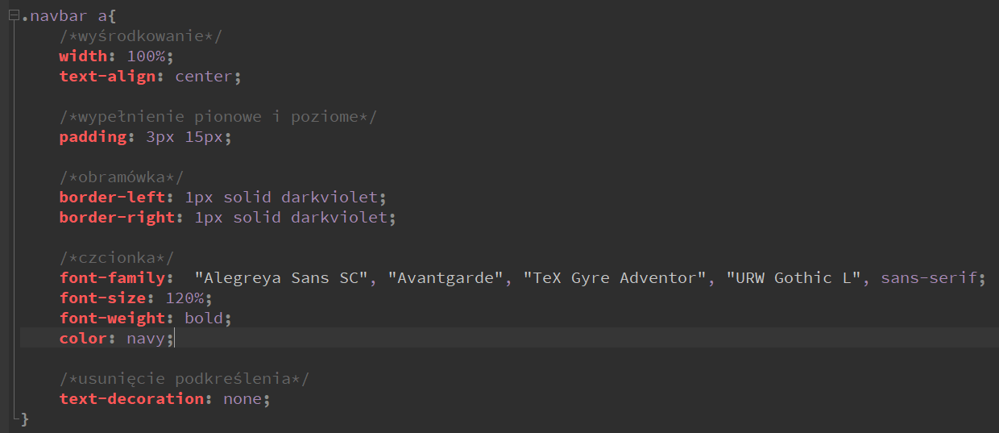 .navbar a{
/*wyśrodkowanie*/
width: 100%;
text-align: center;
/*wypełnienie pionowe i poziome*/
padding: 3px 15px;
/*obramówka*/
border-left: 1px solid darkviolet;
border-right: 1px solid darkviolet;
/*czcionka*/
font-family:  "Alegreya Sans SC", "Avantgarde", "TeX Gyre Adventor", "URW Gothic L", sans-serif;
font-size: 120%;
font-weight: bold;
color: navy;
/*usunięcie podkreślenia*/
text-decoration: none;
}